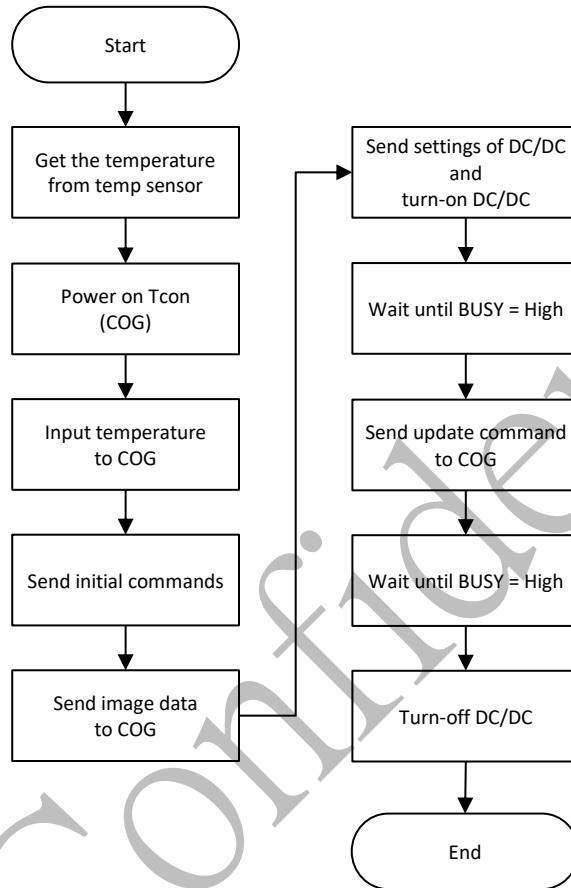 Start
Get the temperature
from temp sensor
Power on Tcon
(COG)
Input temperature
to COG
Send initial commands
Send image data
to COG
Send settings of DC/DC
and
turn-on DC/DC
Wait until BUSY = High
Send update command
to COG
Wait until BUSY = High
Turn-off DC/DC
End